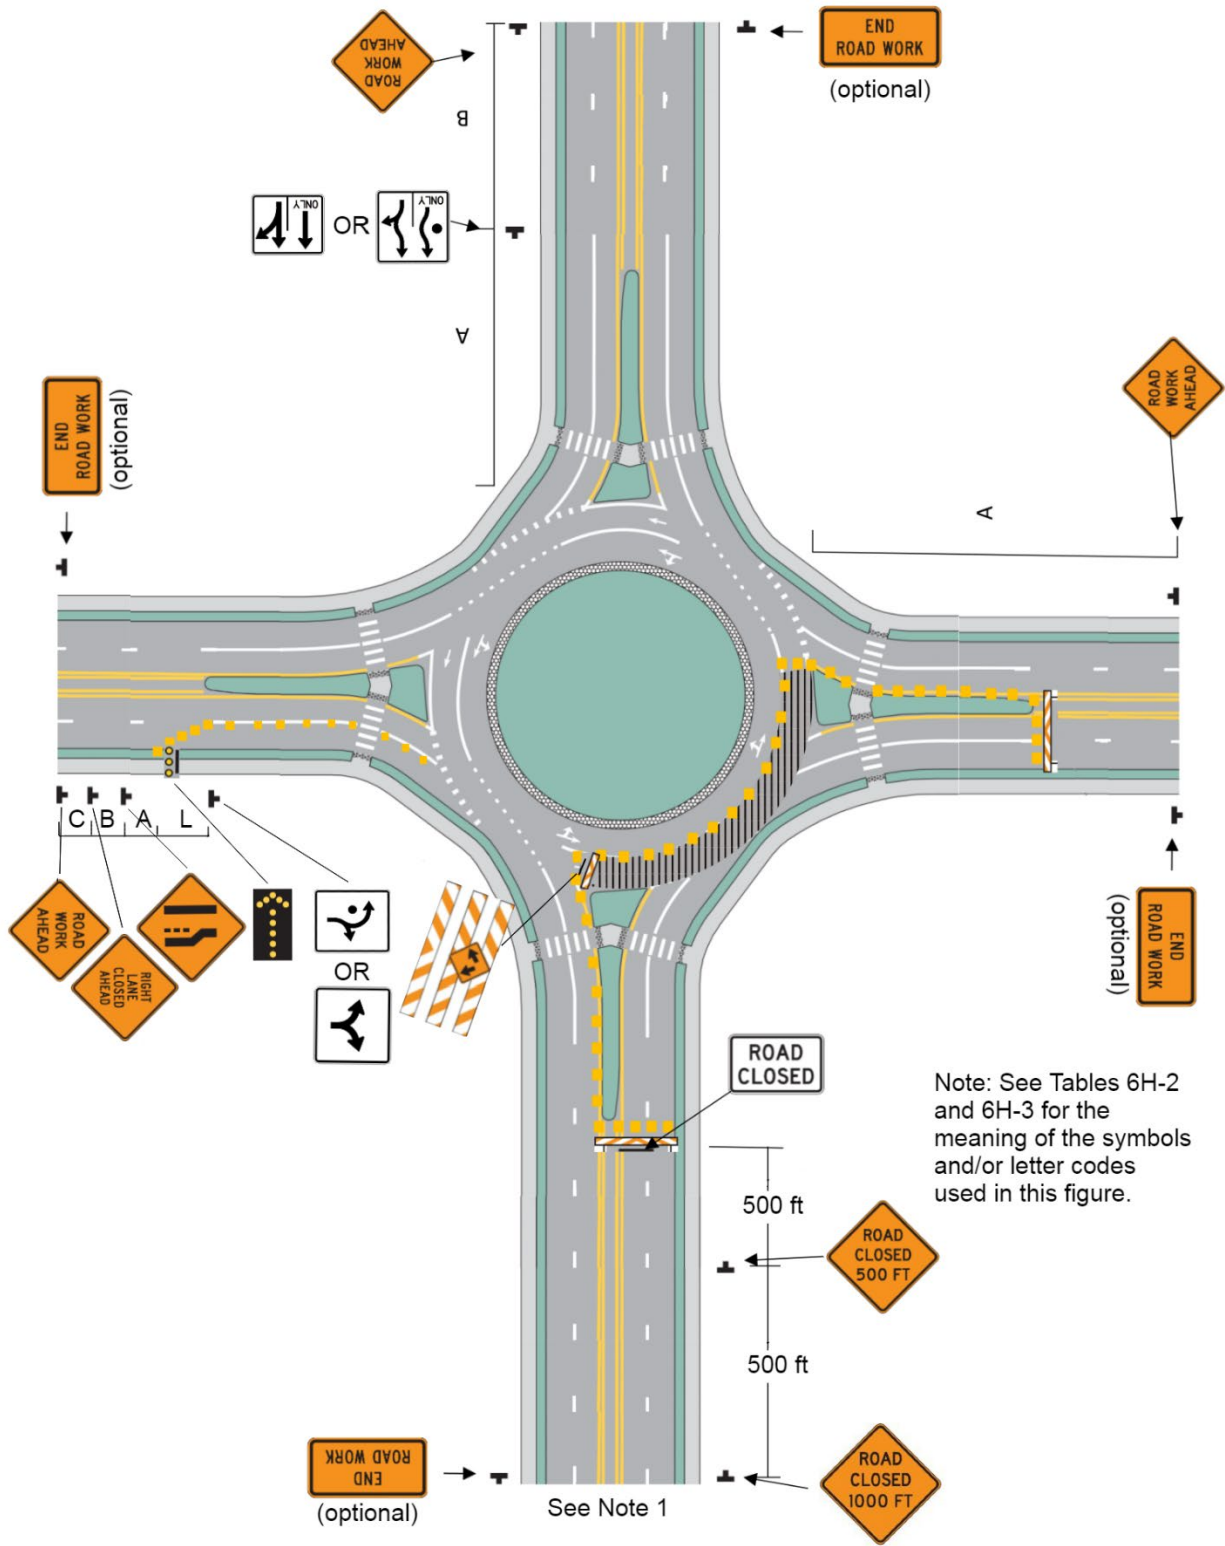 ROAD
WORK
AHEAD
END
ROAD WORK
(optional)
B
ONLY
OR
ONLY
A
END
ROAD WORK
(optional)
ROAD
WORK
AHEAD
A
C
B
A
L
ROAD
WORK
AHEAD
RIGHT
LANE
CLOSED
AHEAD
OR
END
ROAD WORK
(optional)
ROAD
CLOSED
Note: See Tables 6H-2
and 6H-3 for the
meaning of the symbols
and/or letter codes
used in this figure.
500 ft
ROAD
CLOSED
500 FT
500 ft
END
ROAD WORK
(optional)
See Note 1
ROAD
CLOSED
1000 FT